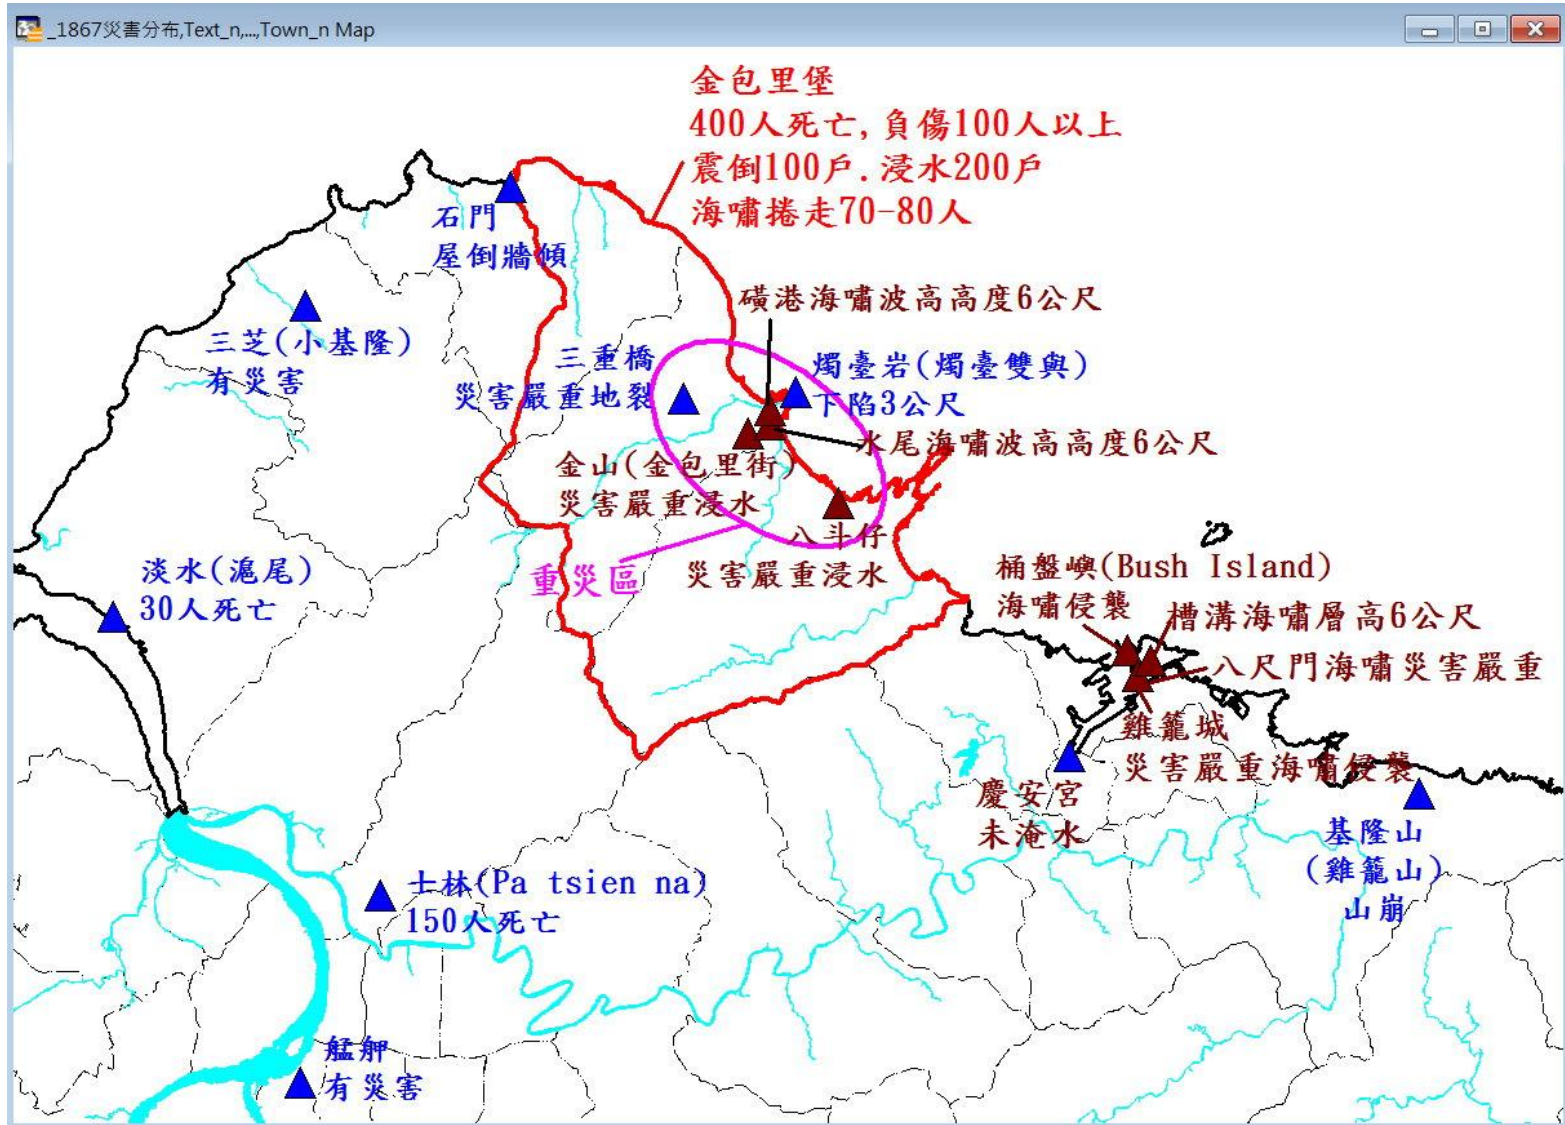 _1867災害分布,Text_n,...,Town_n Map
金包里堡
400人死亡, 負傷100人以上
震倒100戶. 浸水200戶
海嘯捲走70-80人
石門
屋倒牆傾
磺港海嘯波高高度6公尺
三芝(小基隆)
有災害
三重橋
災害嚴重地裂
燭臺岩(燭臺雙與)
下陷3公尺
水尾海嘯波高高度6公尺
金山(金包里街)
災害嚴重浸水
八斗仔
災害嚴重浸水
重災區
淡水(滬尾)
30人死亡
桶盤嶼(Bush Island)
海嘯侵襲
槽溝海嘯層高6公尺
八尺門海嘯災害嚴重
雞籠城
災害嚴重海嘯侵襲
慶安宮
未淹水
基隆山
(雞籠山)
山崩
士林(Pa tsien na)
150人死亡
艋舺
有災害